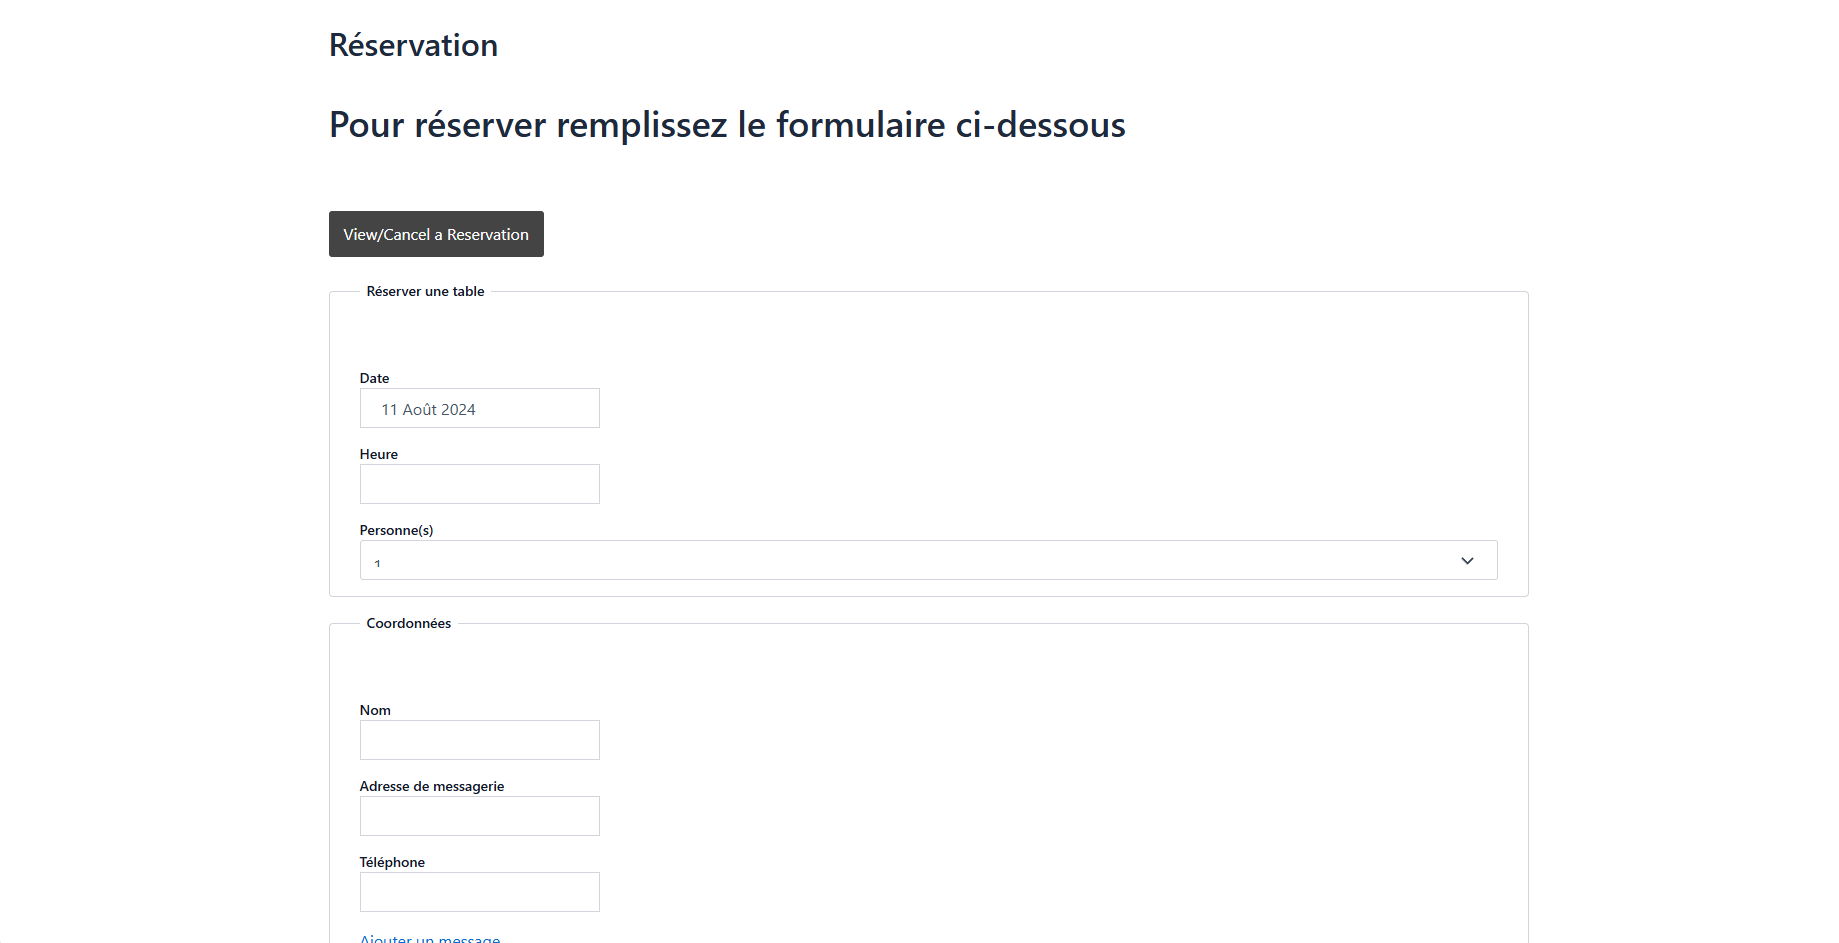 Réservation
Pour réserver remplissez le formulaire ci-dessous
View/Cancel a Reservation
Réserver une table
Date
11 Août 2024
Heure
Personne(s)
1
Coordonnées
Nom
Adresse de messagerie
Téléphone
Ajouter un message